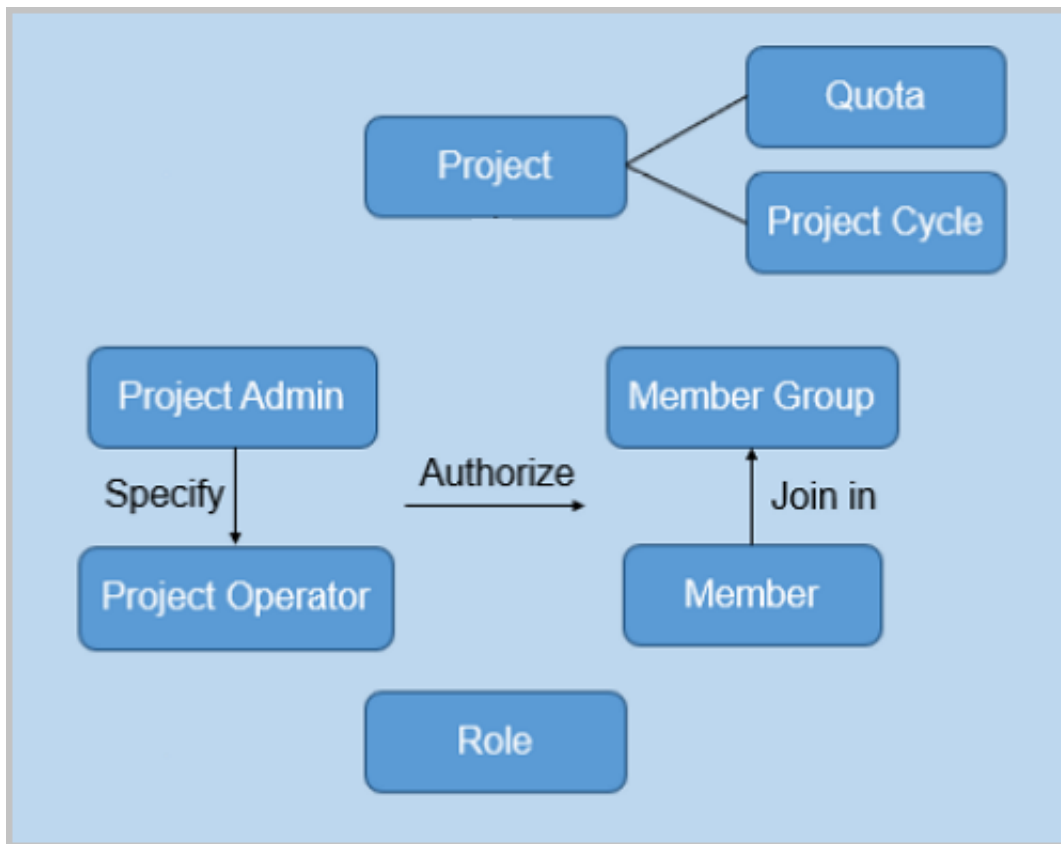 Quota
Project
Project Cycle
Project Admin
Member Group
Authorize
Specify
Join in
Project Operator
Member
Role